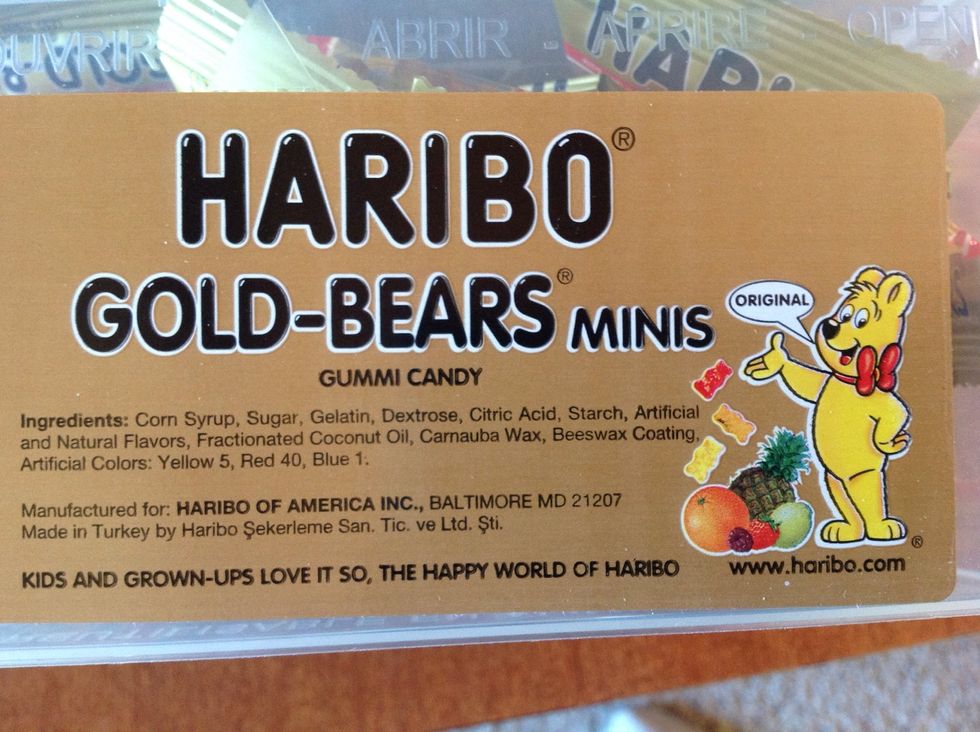 OUVRIR - ABRIR - APRIRE - OPEN
HARIBO®
GOLD-BEARS® MINIS
GUMMI CANDY
ORIGINAL
Ingredients: Corn Syrup, Sugar, Gelatin, Dextrose, Citric Acid, Starch, Artificial
and Natural Flavors, Fractionated Coconut Oil, Carnauba Wax, Beeswax Coating,
Artificial Colors: Yellow 5, Red 40, Blue 1.
Manufactured for: HARIBO OF AMERICA INC., BALTIMORE MD 21207
Made in Turkey by Haribo Şekerleme San. Tic. ve Ltd. Şti.
KIDS AND GROWN-UPS LOVE IT SO, THE HAPPY WORLD OF HARIBO
www.haribo.com
®